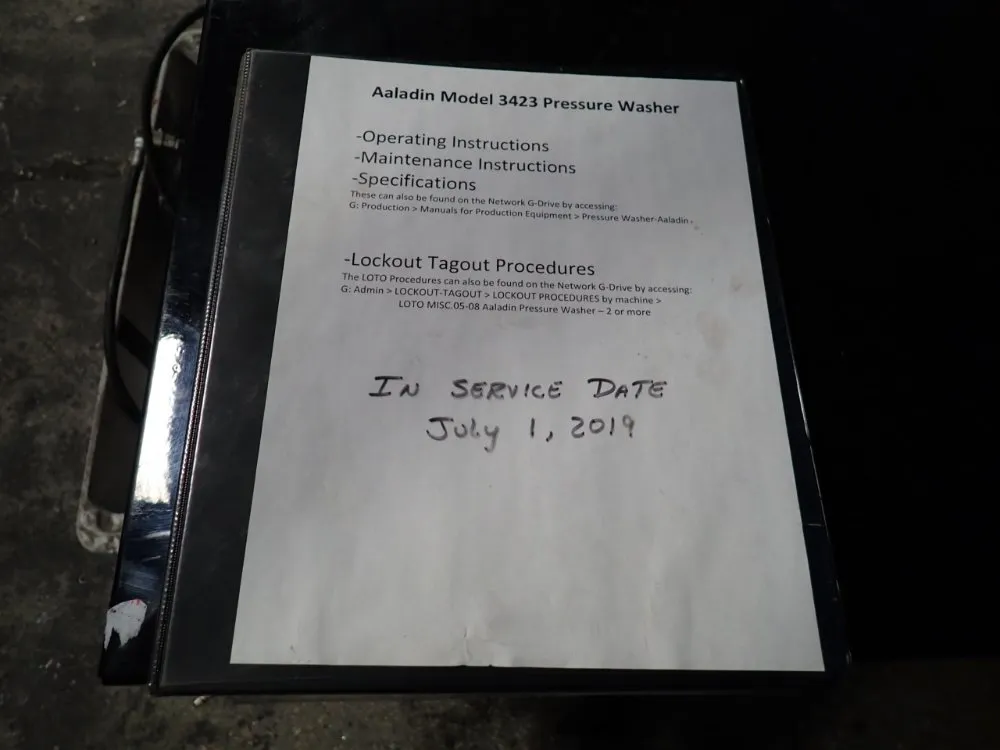 Aaladin Model 3423 Pressure Washer
-Operating Instructions
-Maintenance Instructions
-Specifications
These can also be found on the Network G-Drive by accessing:
G: Production > Manuals for Production Equipment > Pressure Washer-Aaladin
-Lockout Tagout Procedures
The LOTO Procedures can also be found on the Network G-Drive by accessing:
G: Admin > LOCKOUT-TAGOUT > LOCKOUT PROCEDURES by machine >
LOTO MISC 05-08 Aaladin Pressure Washer – 2 or more
IN SERVICE DATE
July 1, 2019